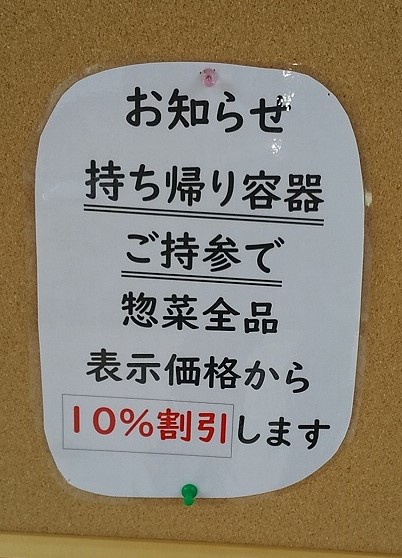 お知らせ
持ち帰り容器
ご持参で
惣菜全品
表示価格から
10%割引します